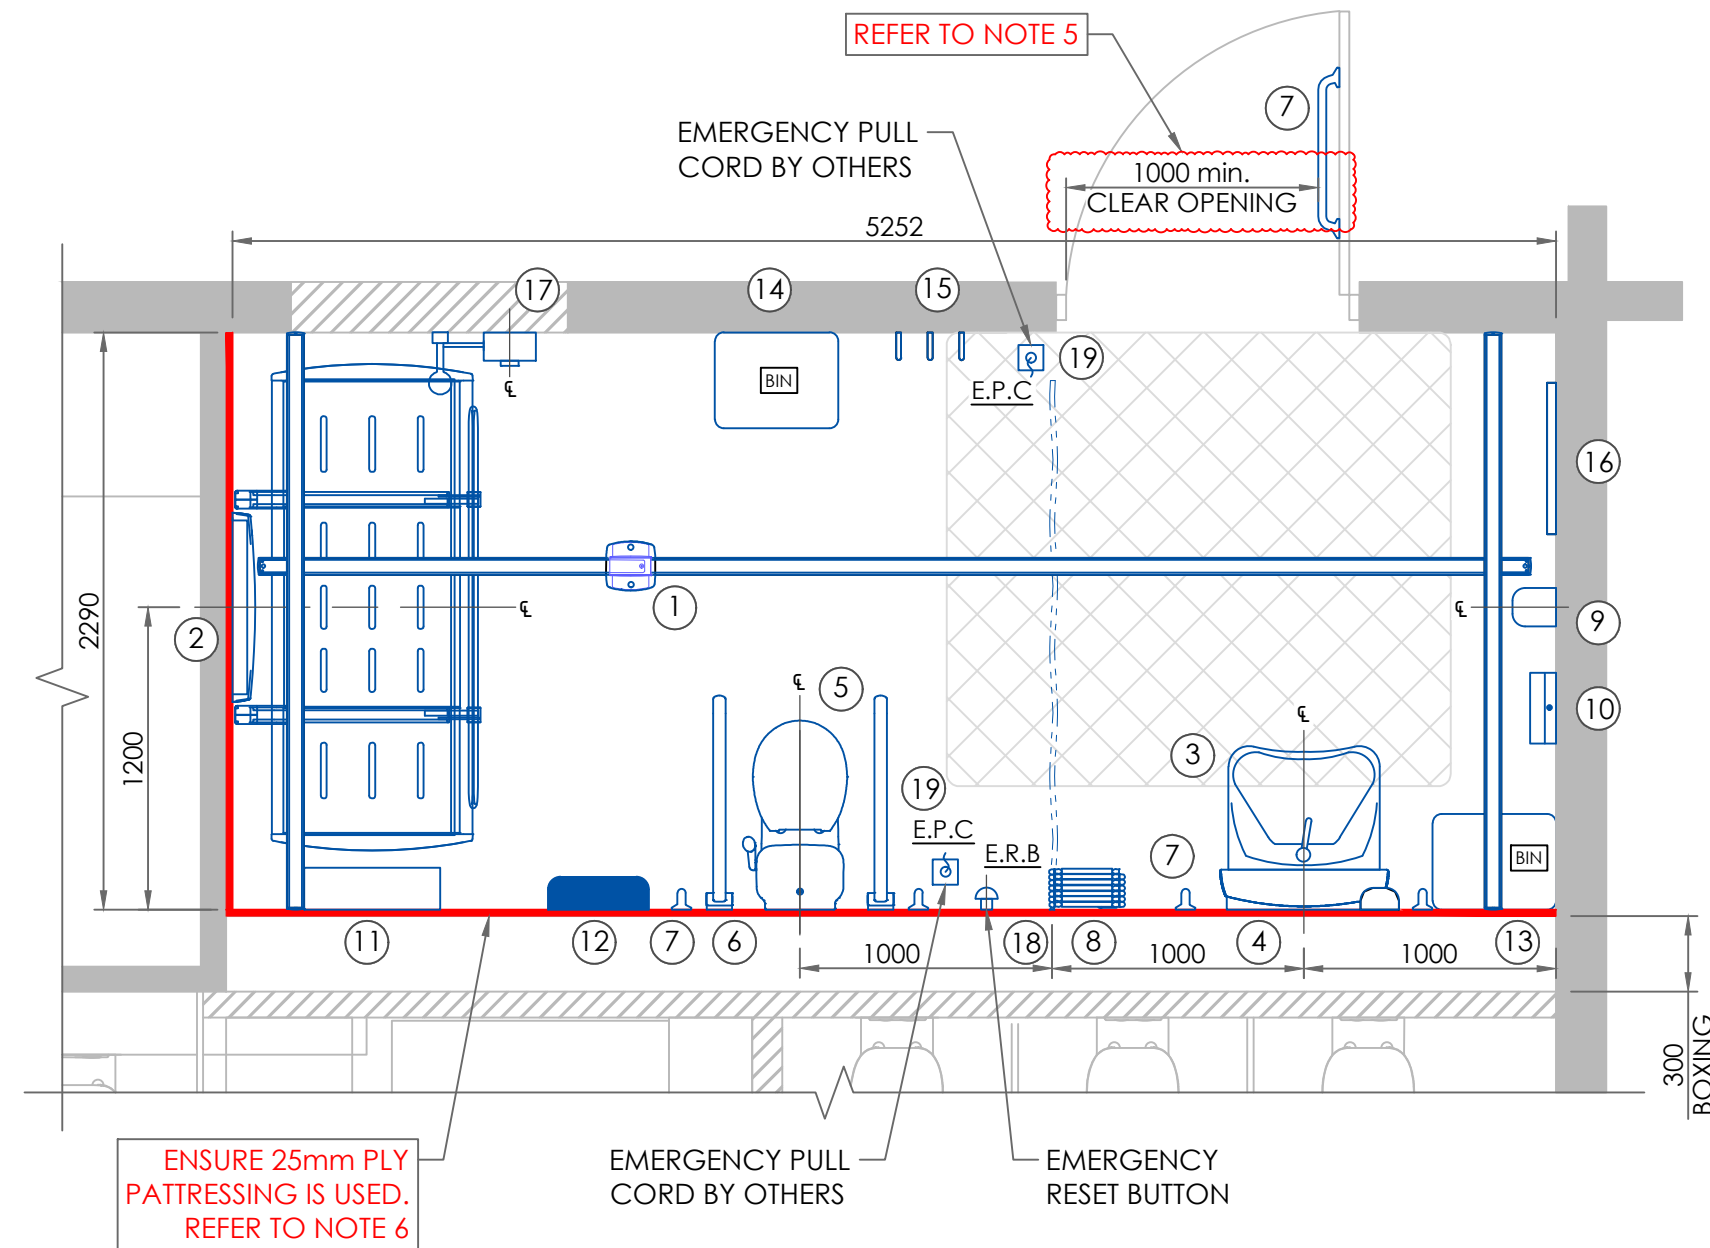 REFER TO NOTE 5
7
EMERGENCY PULL
CORD BY OTHERS
1000 min.
CLEAR OPENING
5252
17
14
15
19
BIN
E.P.C
℄
16
2290
1
℄
℄
9
2
5
℄
10
℄
1200
3
19
E.P.C
E.R.B
7
BIN
11
12
7
6
1000
18
8
1000
4
1000
13
300
BOXING
ENSURE 25mm PLY
PATTRESSING IS USED.
REFER TO NOTE 6
EMERGENCY PULL
CORD BY OTHERS
EMERGENCY
RESET BUTTON